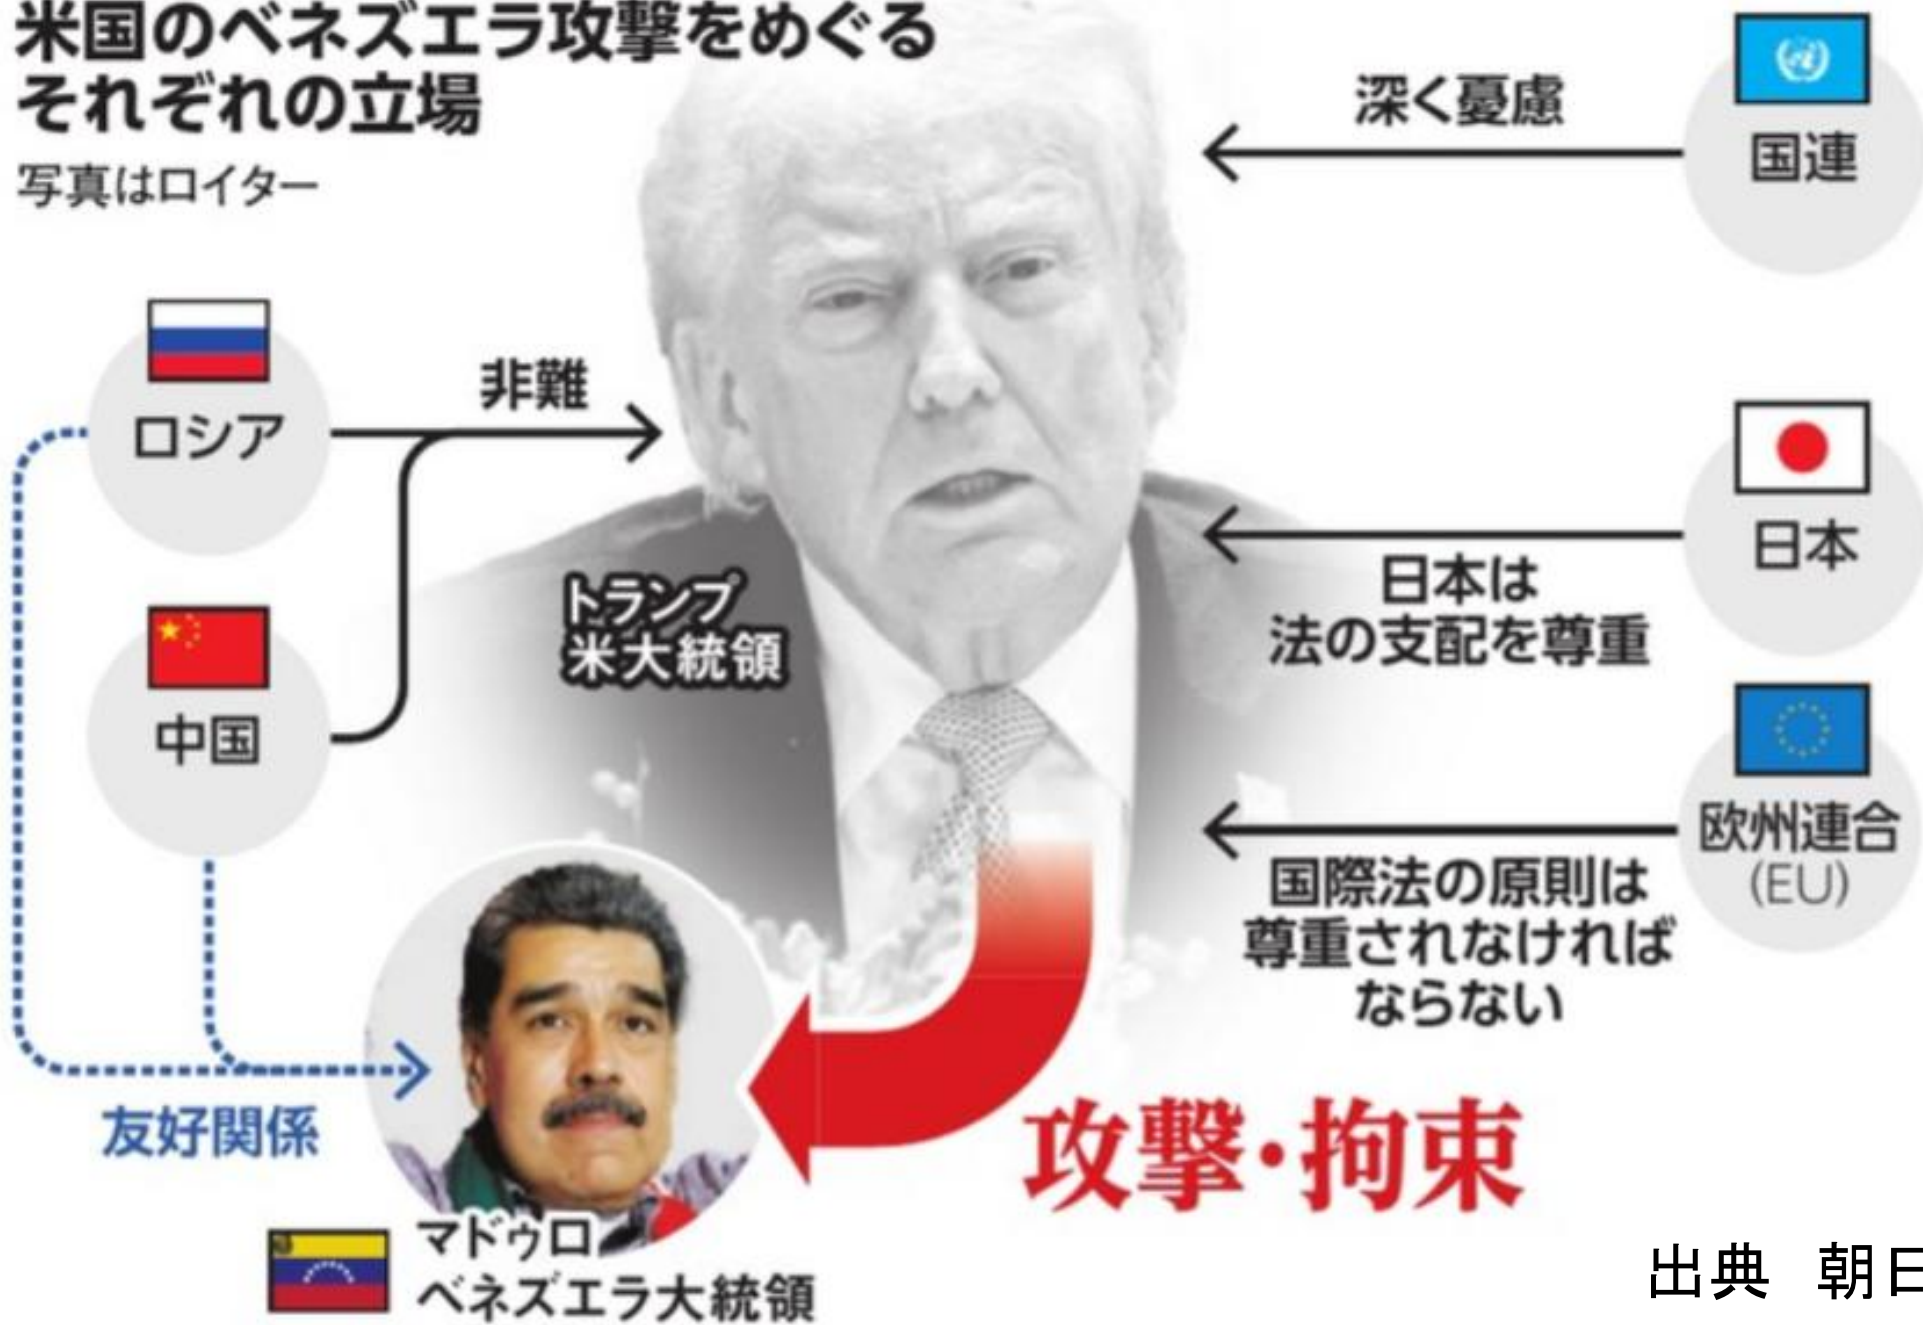 米国のベネズエラ攻撃をめぐる
それぞれの立場
写真はロイター
深く憂慮
国連
ロシア
非難
中国
トランプ
米大統領
日本
日本は
法の支配を尊重
欧州連合
(EU)
国際法の原則は
尊重されなければ
ならない
友好関係
攻撃・拘束
マドゥロ
ベネズエラ大統領
出典　朝日